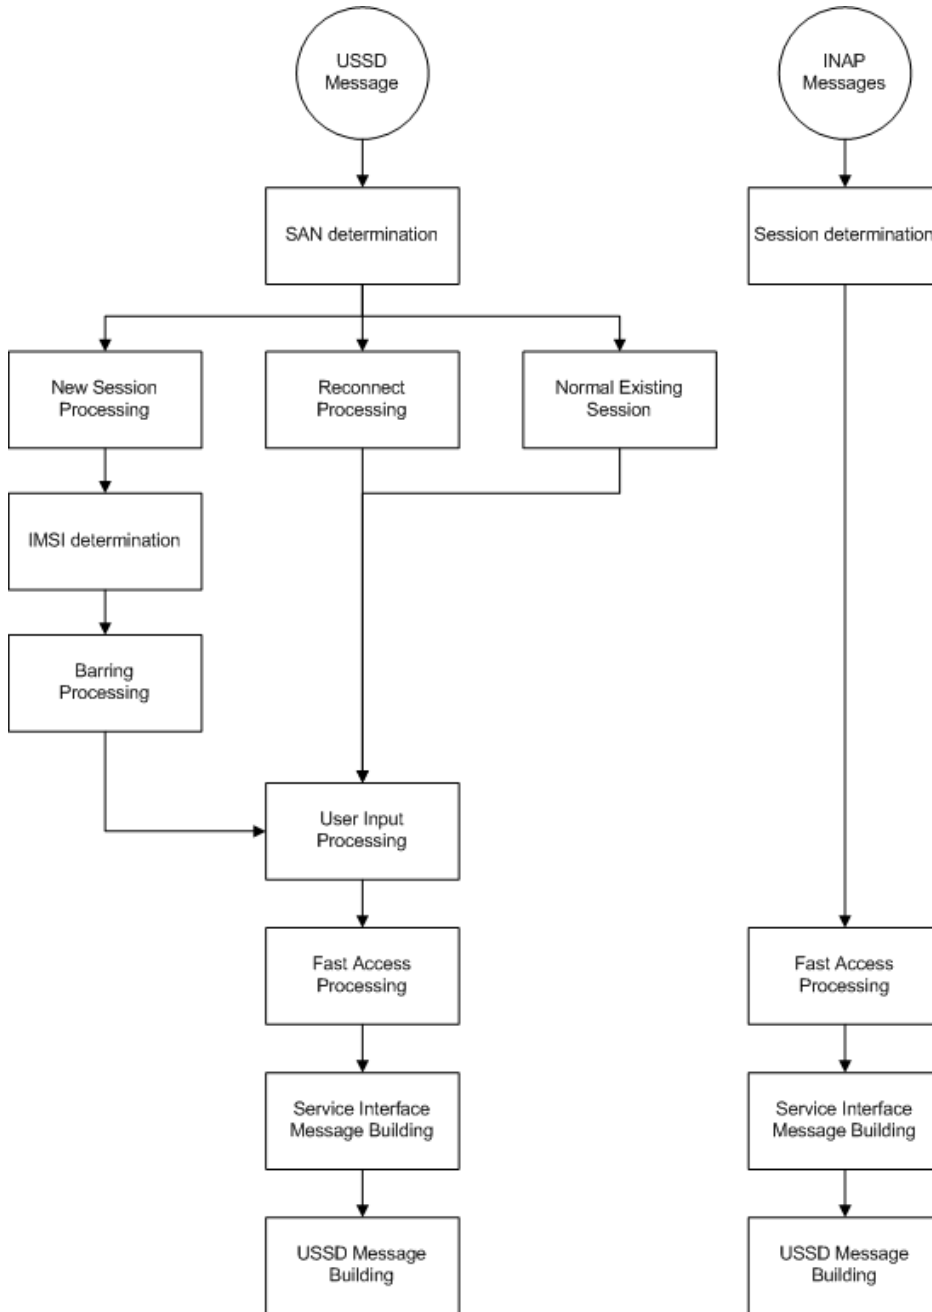 USSD
Message
INAP
Messages
SAN determination
Session determination
New Session
Processing
Reconnect
Processing
Normal Existing
Session
IMSI determination
Barring
Processing
User Input
Processing
Fast Access
Processing
Fast Access
Processing
Service Interface
Message Building
Service Interface
Message Building
USSD Message
Building
USSD Message
Building